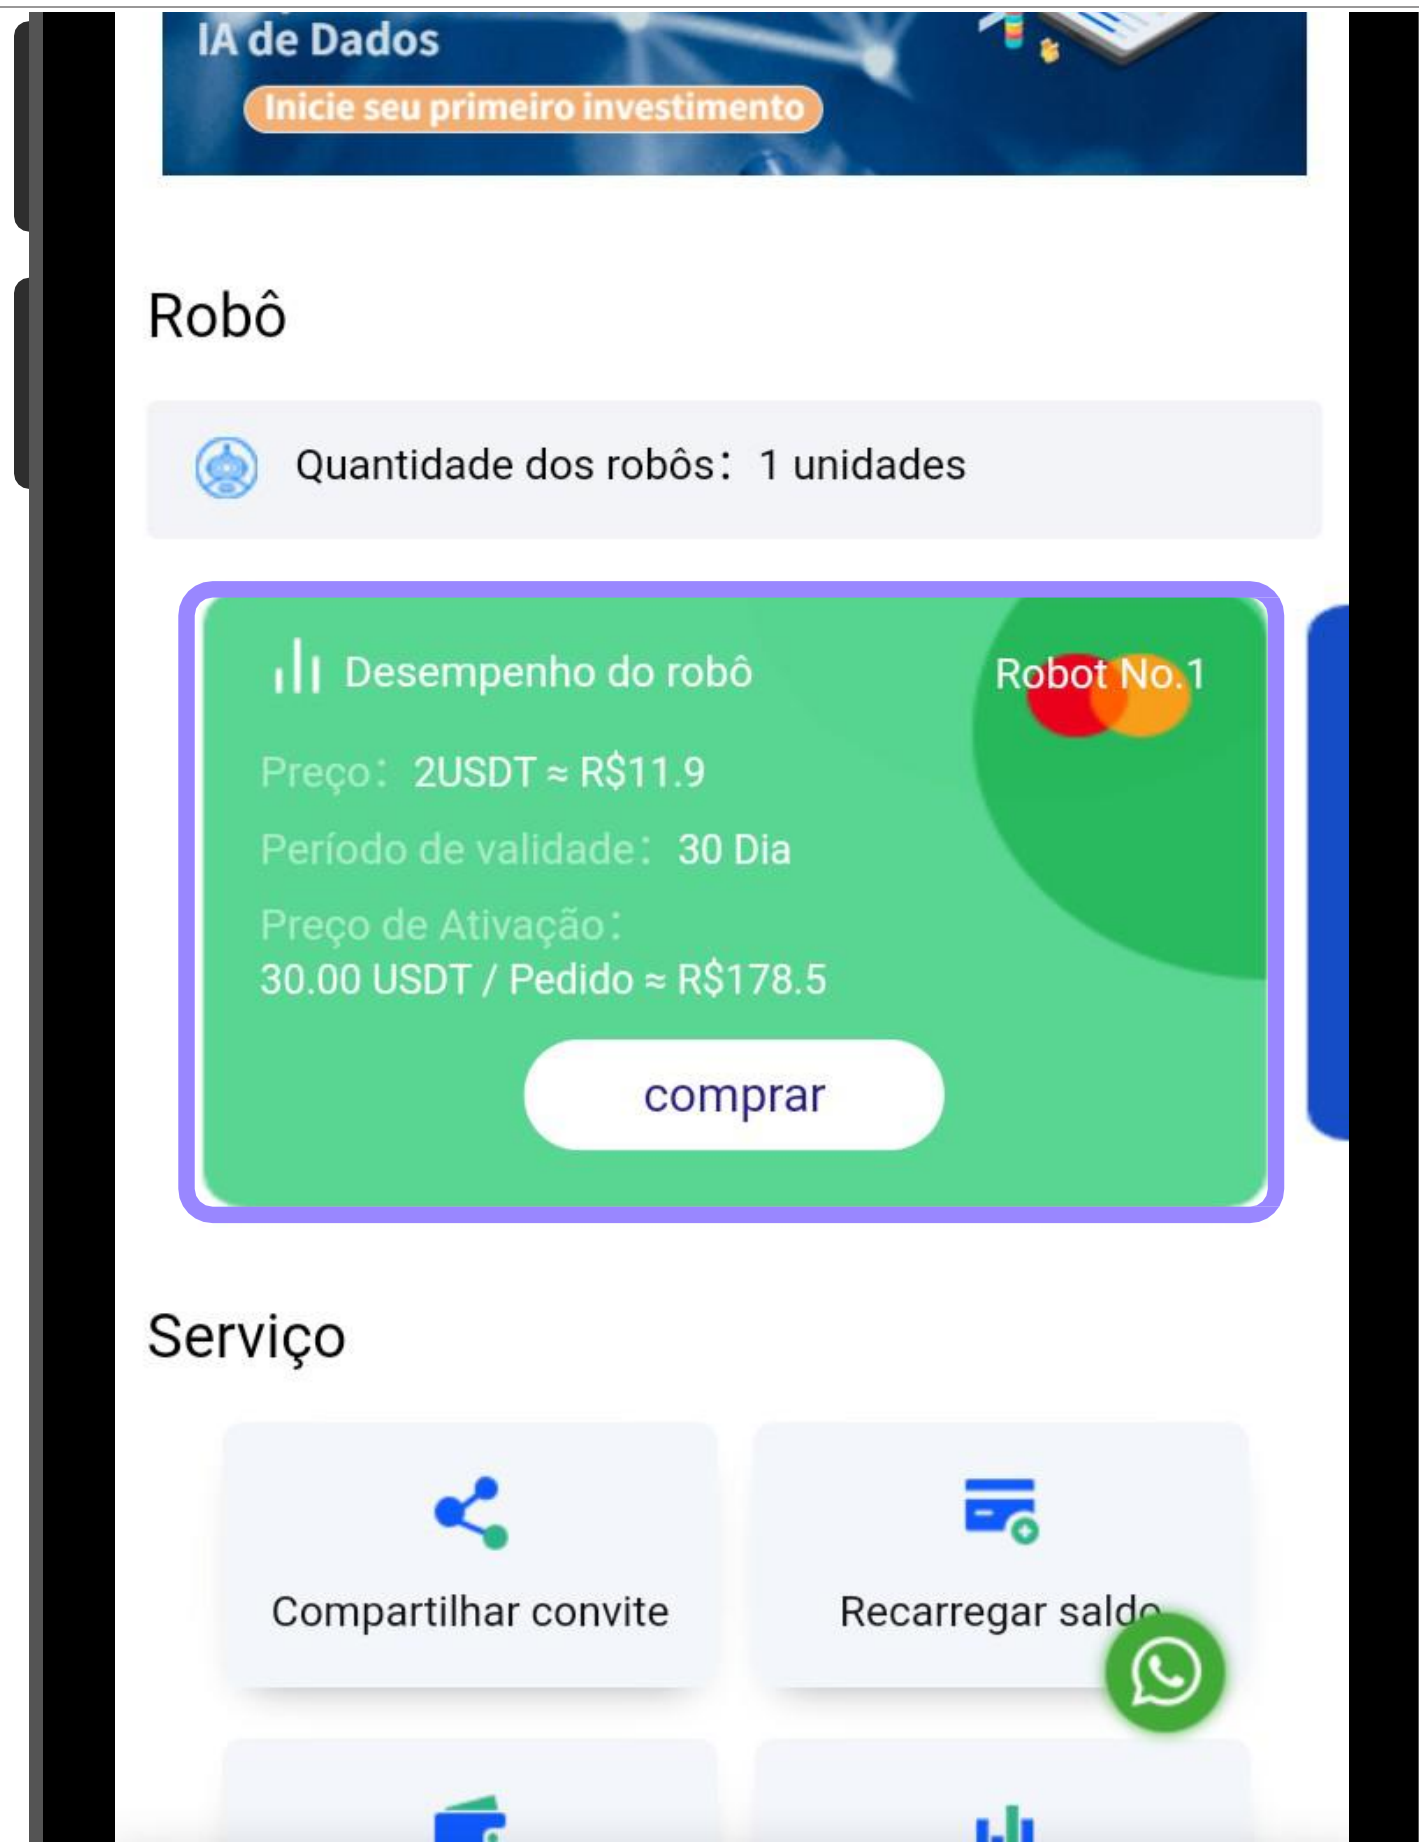 IA de Dados
Inicie seu primeiro investimento
Robô
Quantidade dos robôs: 1 unidades
Desempenho do robô
Robot No.1
Preço: 2USDT ≈ R$11.9
Período de validade: 30 Dia
Preço de Ativação:
30.00 USDT / Pedido ≈ R$178.5
comprar
Serviço
Compartilhar convite
Recarregar saldo